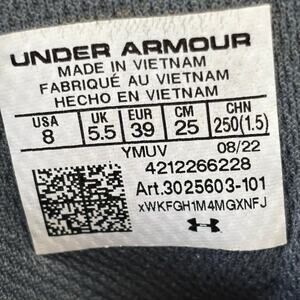 UNDER ARMOUR
MADE IN VIETNAM
FABRIQUÉ AU VIETNAM
HECHO EN VIETNAM
USA UK EUR CM CHN
8 5.5 39 25 250(1.5)
YMUV 08/22
4212266228
Art.3025603-101
xWKFGH1M4MGXNFJ